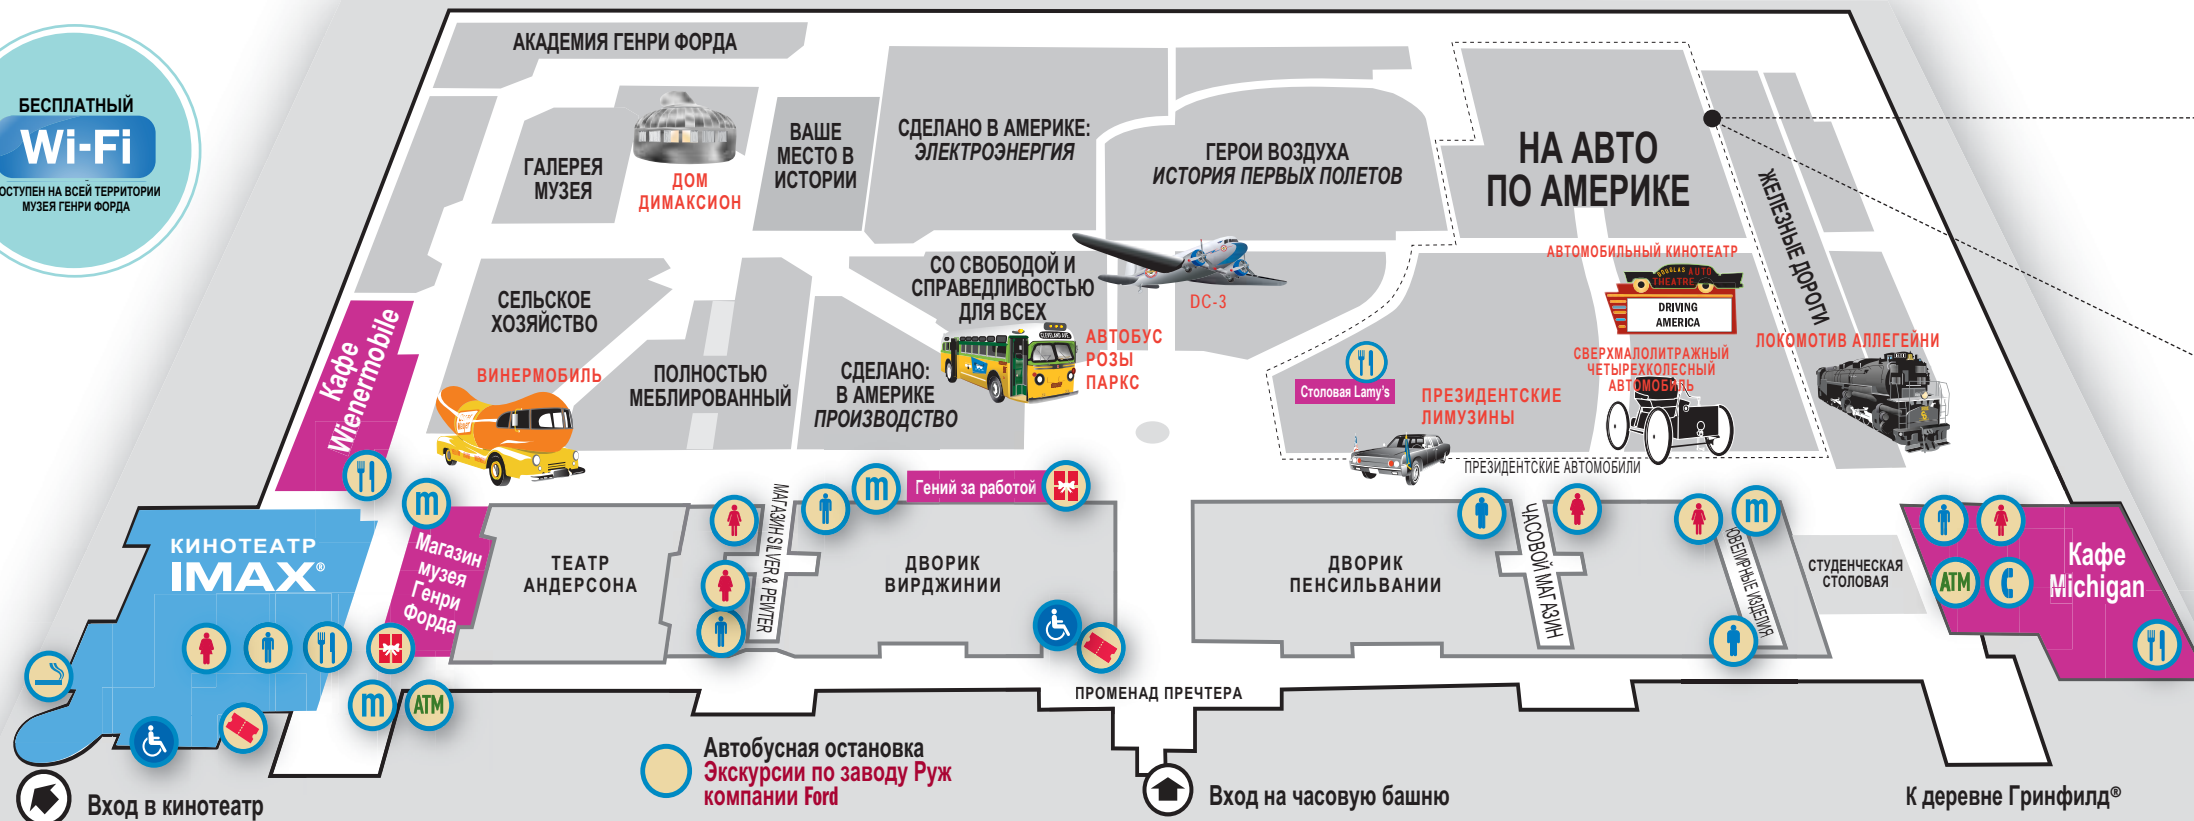 АКАДЕМИЯ ГЕНРИ ФОРДА
БЕСПЛАТНЫЙ
Wi-Fi
ОСТУПЕН НА ВСЕЙ ТЕРРИТОРИИ
МУЗЕЯ ГЕНРИ ФОРДА
ГАЛЕРЕЯ
МУЗЕЯ
ДОМ
ДИМАКСИОН
ВАШЕ
МЕСТО В
ИСТОРИИ
СДЕЛАНО В АМЕРИКЕ:
ЭЛЕКТРОЭНЕРГИЯ
ГЕРОИ ВОЗДУХА
ИСТОРИЯ ПЕРВЫХ ПОЛЕТОВ
НА АВТО
ПО АМЕРИКЕ
ЖЕЛЕЗНЫЕ ДОРОГИ
СЕЛЬСКОЕ
ХОЗЯЙСТВО
СО СВОБОДОЙ И
СПРАВЕДЛИВОСТЬЮ
ДЛЯ ВСЕХ
CLEVELAND AVE
DC-3
АВТОМОБИЛЬНЫЙ КИНОТЕАТР
DOUGLAS AUTO
THEATRE
DRIVING
AMERICA
Кафе
Wienermobile
ВИНЕРМОБИЛЬ
ПОЛНОСТЬЮ
МЕБЛИРОВАННЫЙ
СДЕЛАНО:
В АМЕРИКЕ
ПРОИЗВОДСТВО
АВТОБУС
РОЗЫ
ПАРКС
Столовая Lamy's
ПРЕЗИДЕНТСКИЕ
ЛИМУЗИНЫ
СВЕРХМАЛОЛИТРАЖНЫЙ
ЧЕТЫРЕХКОЛЕСНЫЙ
АВТОМОБИЛЬ
ЛОКОМОТИВ АЛЛЕГЕЙНИ
ПРЕЗИДЕНТСКИЕ АВТОМОБИЛИ
m
m
Гений за работой
m
КИНОТЕАТР
IMAX®
Магазин
музея
Генри
Форда
ТЕАТР
АНДЕРСОНА
МАГАЗИН SILVER & PEWTER
ДВОРИК
ВИРДЖИНИИ
ДВОРИК
ПЕНСИЛЬВАНИИ
ЧАСОВОЙ МАГАЗИН
ЮВЕЛИРНЫЕ ИЗДЕЛИЯ
СТУДЕНЧЕСКАЯ
СТОЛОВАЯ
ATM
Кафе
Michigan
m
ATM
ПРОМЕНАД ПРЕЧТЕРА
Автобусная остановка
Экскурсии по заводу Руж
компании Ford
Вход в кинотеатр
Вход на часовую башню
К деревне Гринфилд®